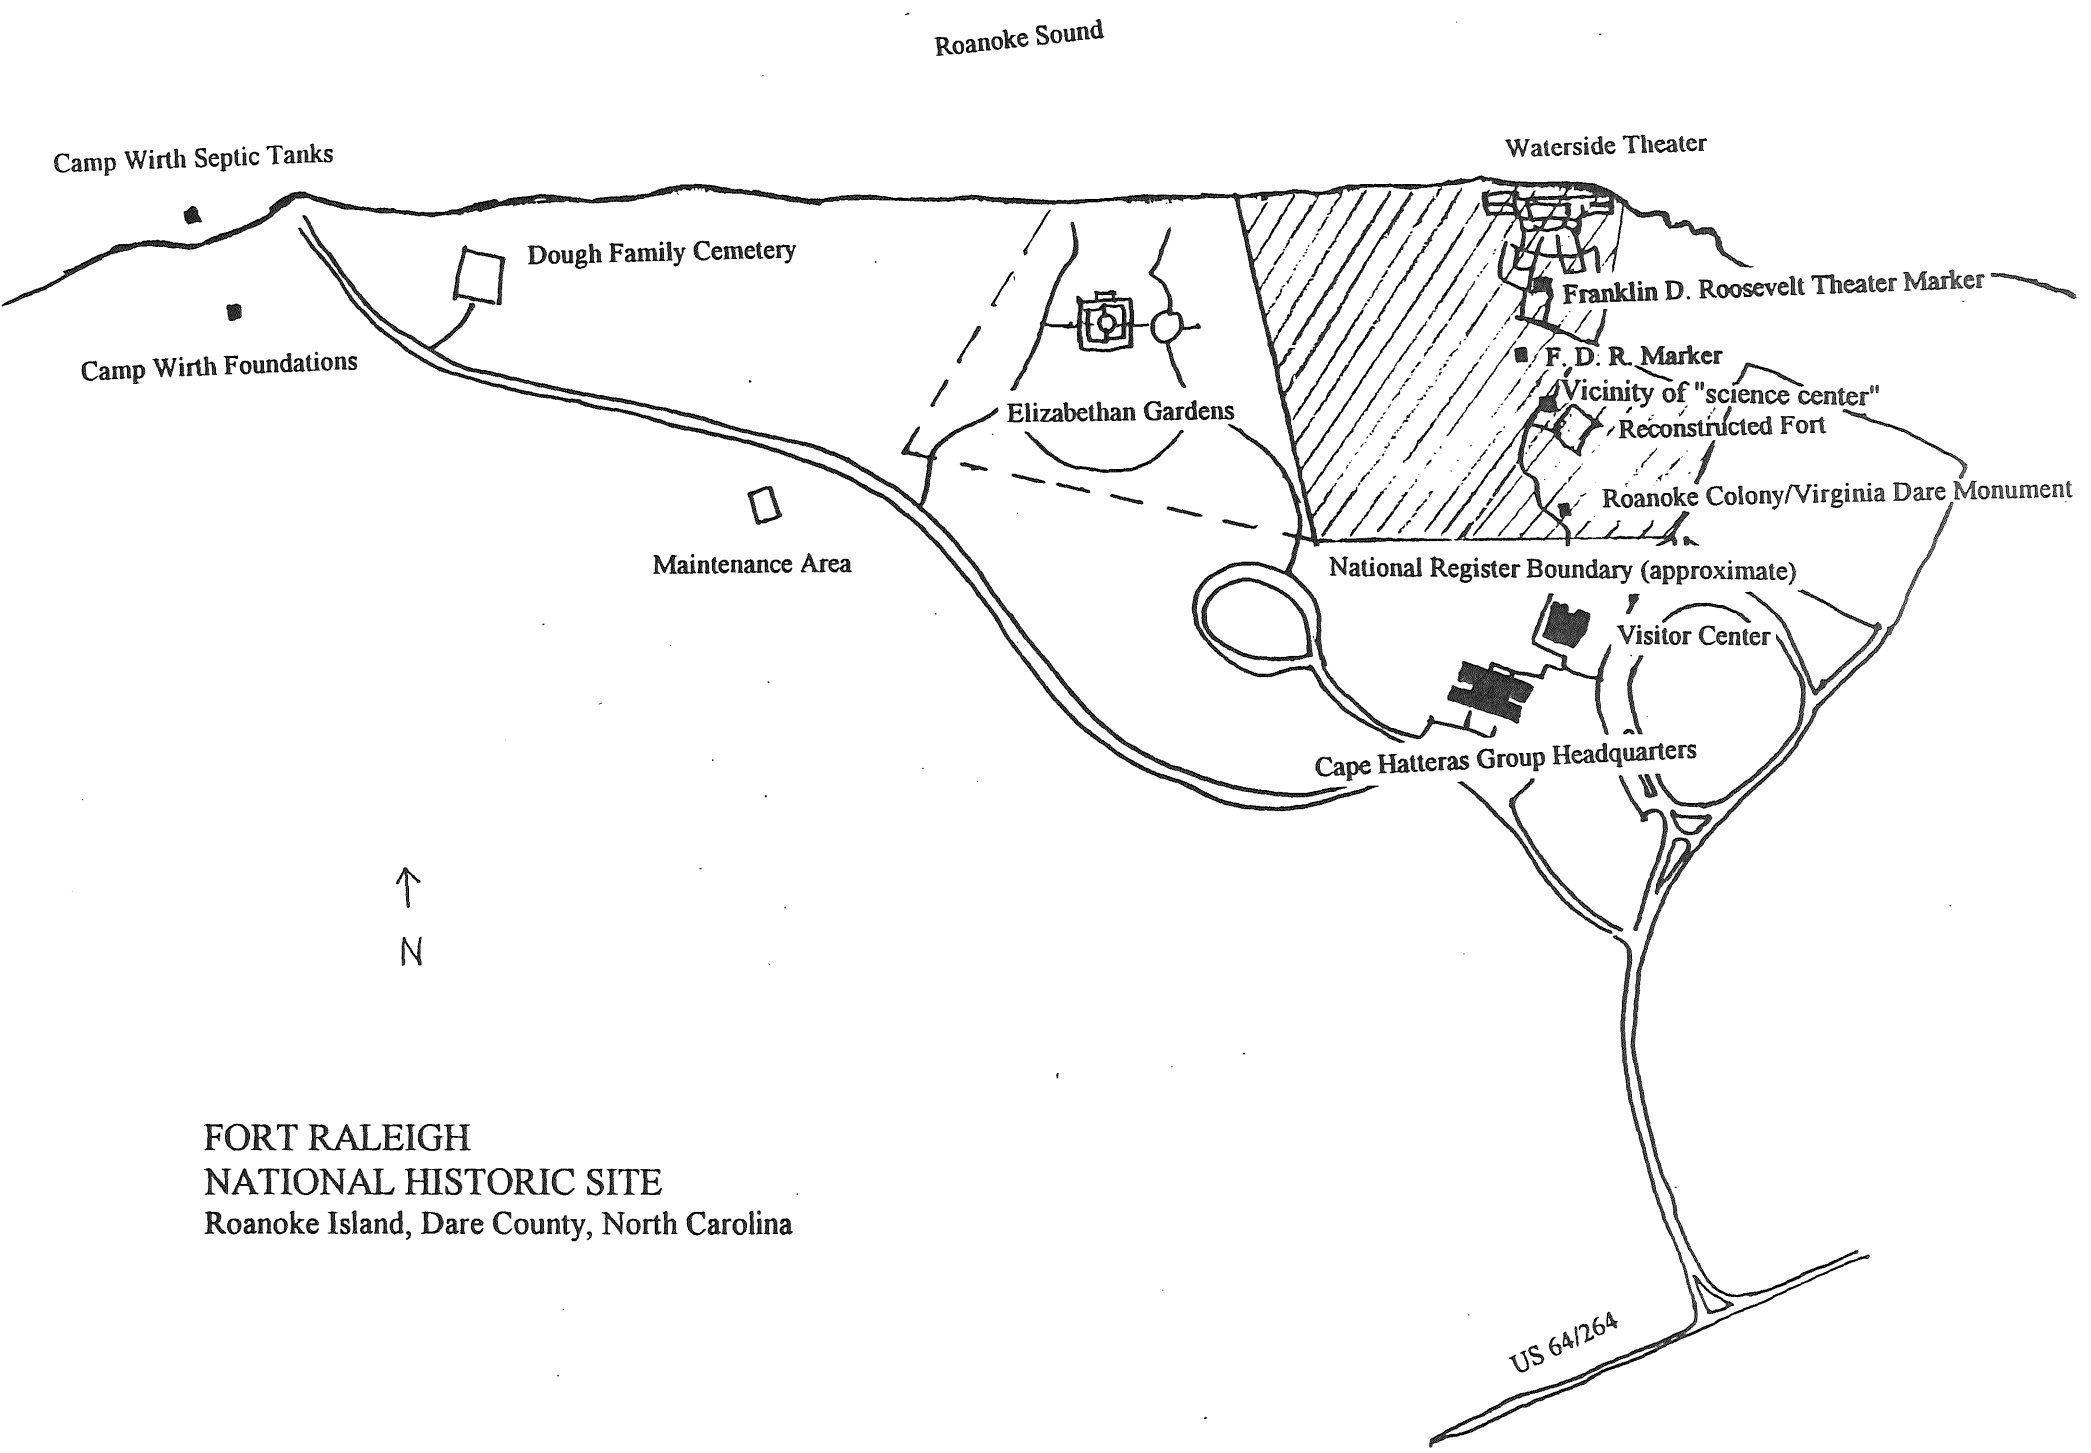 Roanoke Sound
Camp Wirth Septic Tanks
Waterside Theater
Dough Family Cemetery
Franklin D. Roosevelt Theater Marker
Camp Wirth Foundations
F. D. R. Marker
Vicinity of "science center"
Elizabethan Gardens
Reconstructed Fort
Roanoke Colony/Virginia Dare Monument
Maintenance Area
National Register Boundary (approximate)
Visitor Center
Cape Hatteras Group Headquarters
N
FORT RALEIGH
NATIONAL HISTORIC SITE
Roanoke Island, Dare County, North Carolina
US 64/264